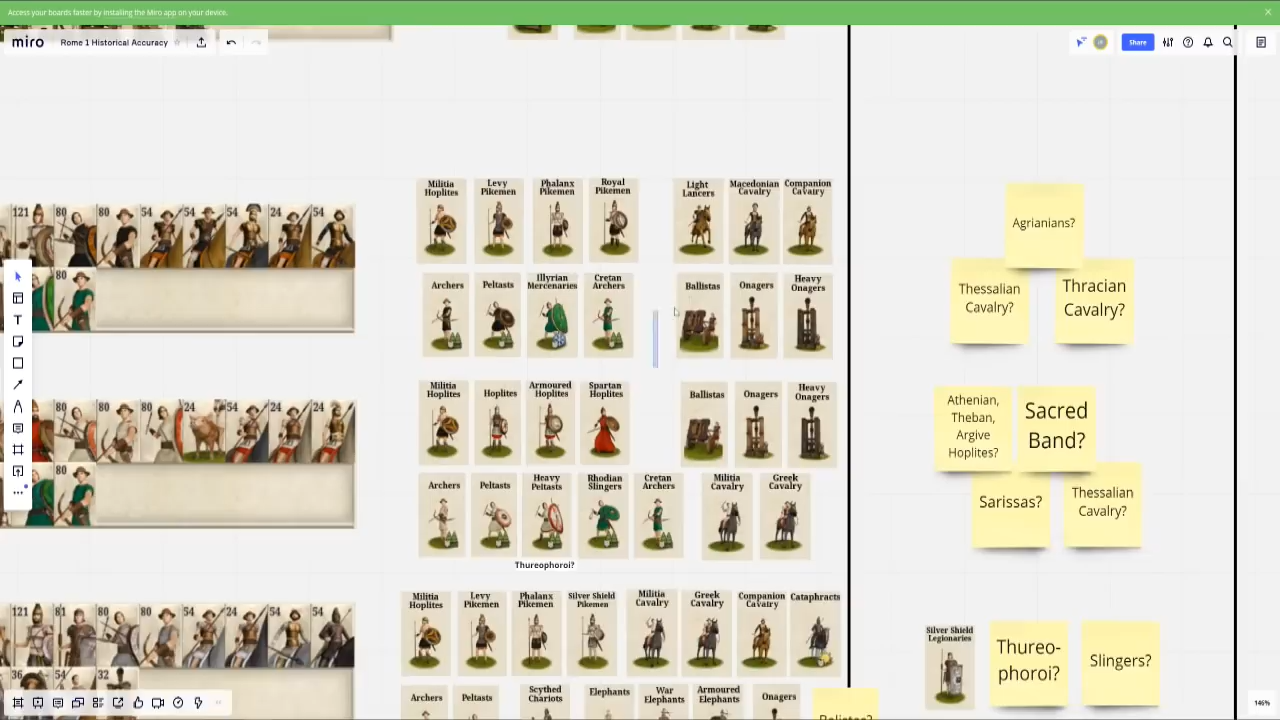 Access your boards faster by installing the Miro app on your device.
miro
Rome 1 Historical Accuracy
Share
Militia
Hoplites
Levy
Pikemen
Phalanx
Pikemen
Royal
Pikemen
Light
Lancers
Macedonian
Cavalry
Companion
Cavalry
Agrianians?
121 80 80 54 54 54 24 54
80
Archers
Peltasts
Illyrian
Mercenaries
Cretan
Archers
Ballistas
Onagers
Heavy
Onagers
Thessalian
Cavalry?
Thracian
Cavalry?
T
Militia
Hoplites
Hoplites
Armoured
Hoplites
Spartan
Hoplites
Ballistas
Onagers
Heavy
Onagers
Athenian,
Theban,
Argive
Hoplites?
Sacred
Band?
80 80 80 80 24 24 24 24
80
Archers
Peltasts
Heavy
Peltasts
Rhodian
Slingers
Cretan
Archers
Militia
Cavalry
Greek
Cavalry
Sarissas?
Thessalian
Cavalry?
Thureophoroi?
Militia
Hoplites
Levy
Pikemen
Phalanx
Pikemen
Silver Shield
Pikemen
Militia
Cavalry
Greek
Cavalry
Companion
Cavalry
Cataphracts
121 81 80 80 54 24 54 54
36 54 32
Silver Shield
Legionaries
Thureo-
phoroi?
Slingers?
Archers
Peltasts
Scythed
Chariots
Elephants
War
Elephants
Armoured
Elephants
Onagers
Balistas?
146%